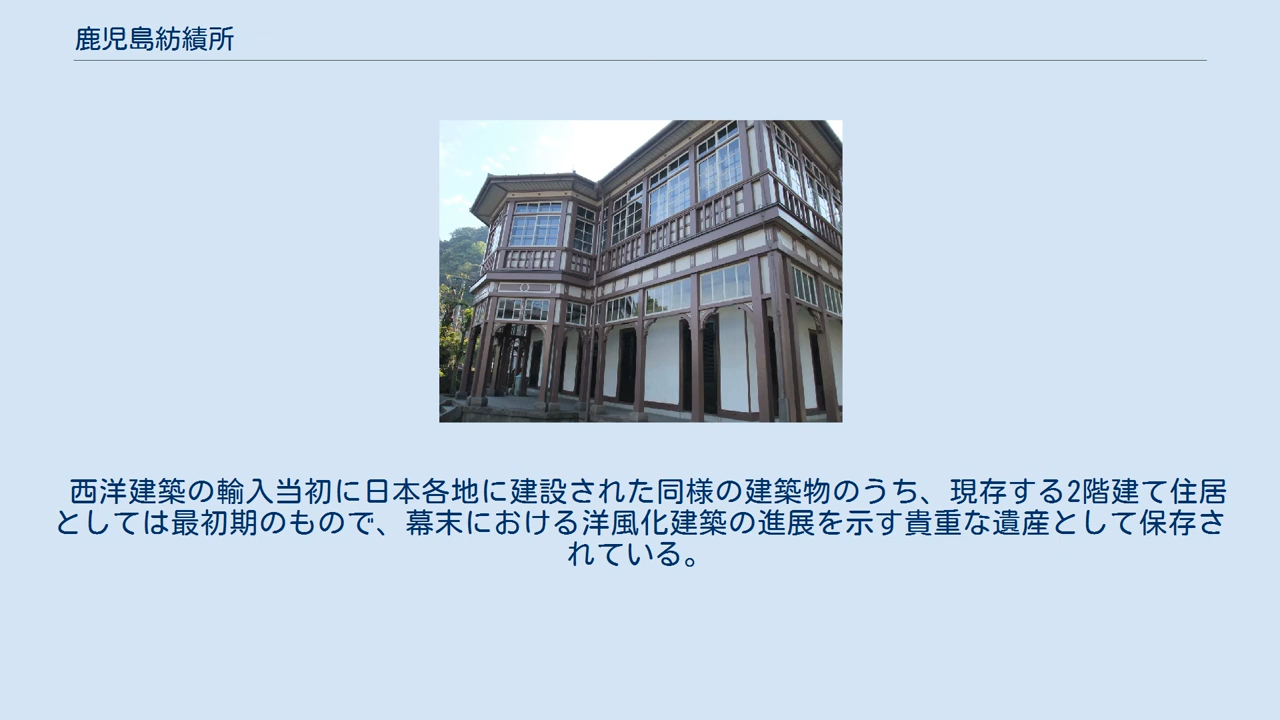 鹿児島紡績所
西洋建築の輸入当初に日本各地に建設された同様の建築物のうち、現存する2階建て住居
としては最初期のもので、幕末における洋風化建築の進展を示す貴重な遺産として保存さ
れている。